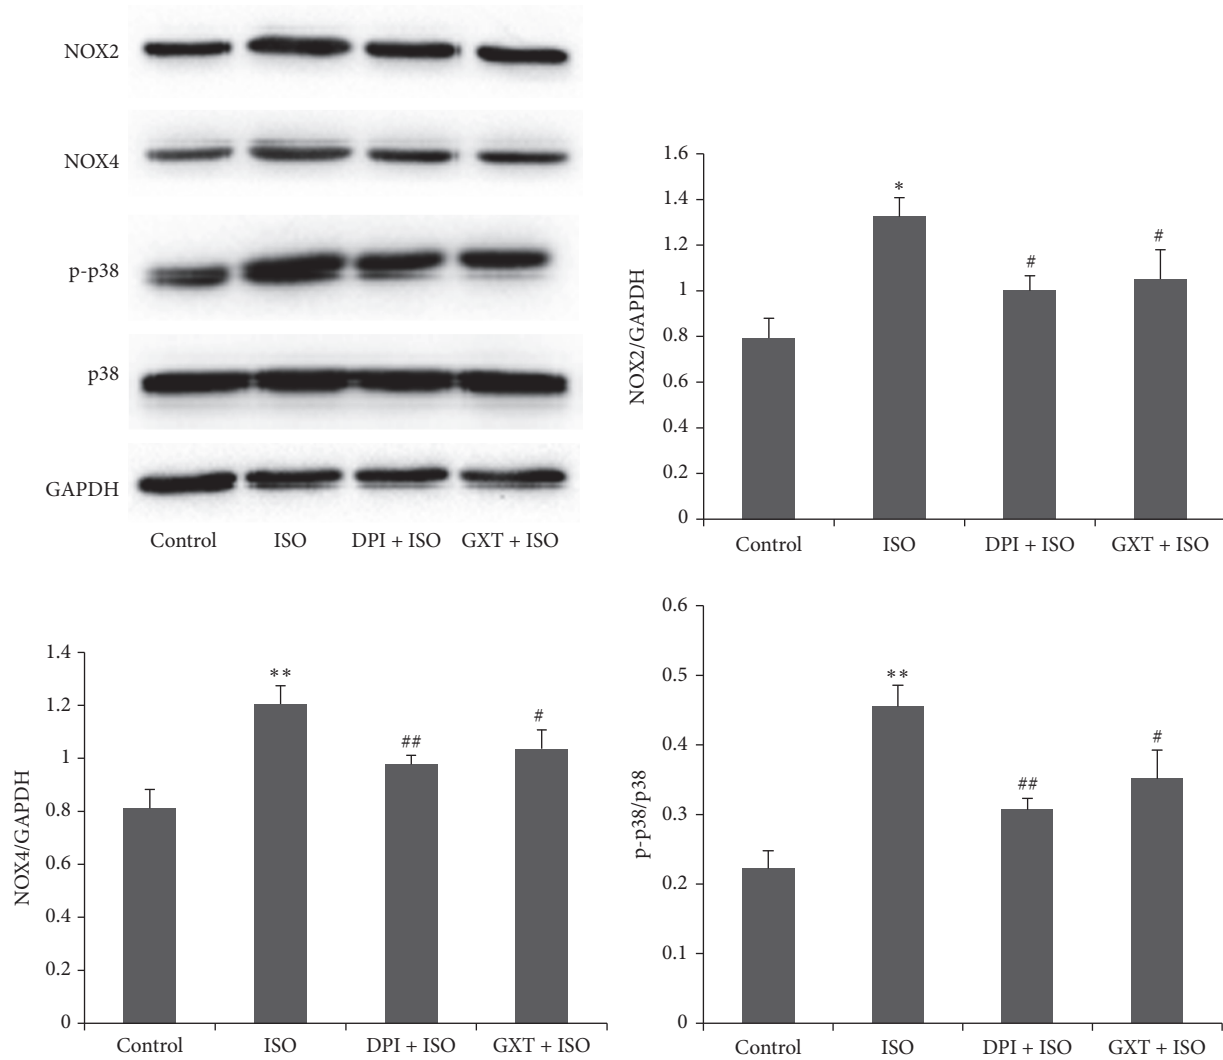 NOX2
NOX4
p-p38
p38
GAPDH
Control ISO DPI + ISO GXT + ISO
NOX2/GAPDH
1.6
1.4
1.2
1
0.8
0.6
0.4
0.2
0
*
#
#
Control ISO DPI + ISO GXT + ISO
NOX4/GAPDH
1.4
1.2
1
0.8
0.6
0.4
0.2
0
**
##
#
Control ISO DPI + ISO GXT + ISO
p-p38/p38
0.6
0.5
0.4
0.3
0.2
0.1
0
**
##
#
Control ISO DPI + ISO GXT + ISO